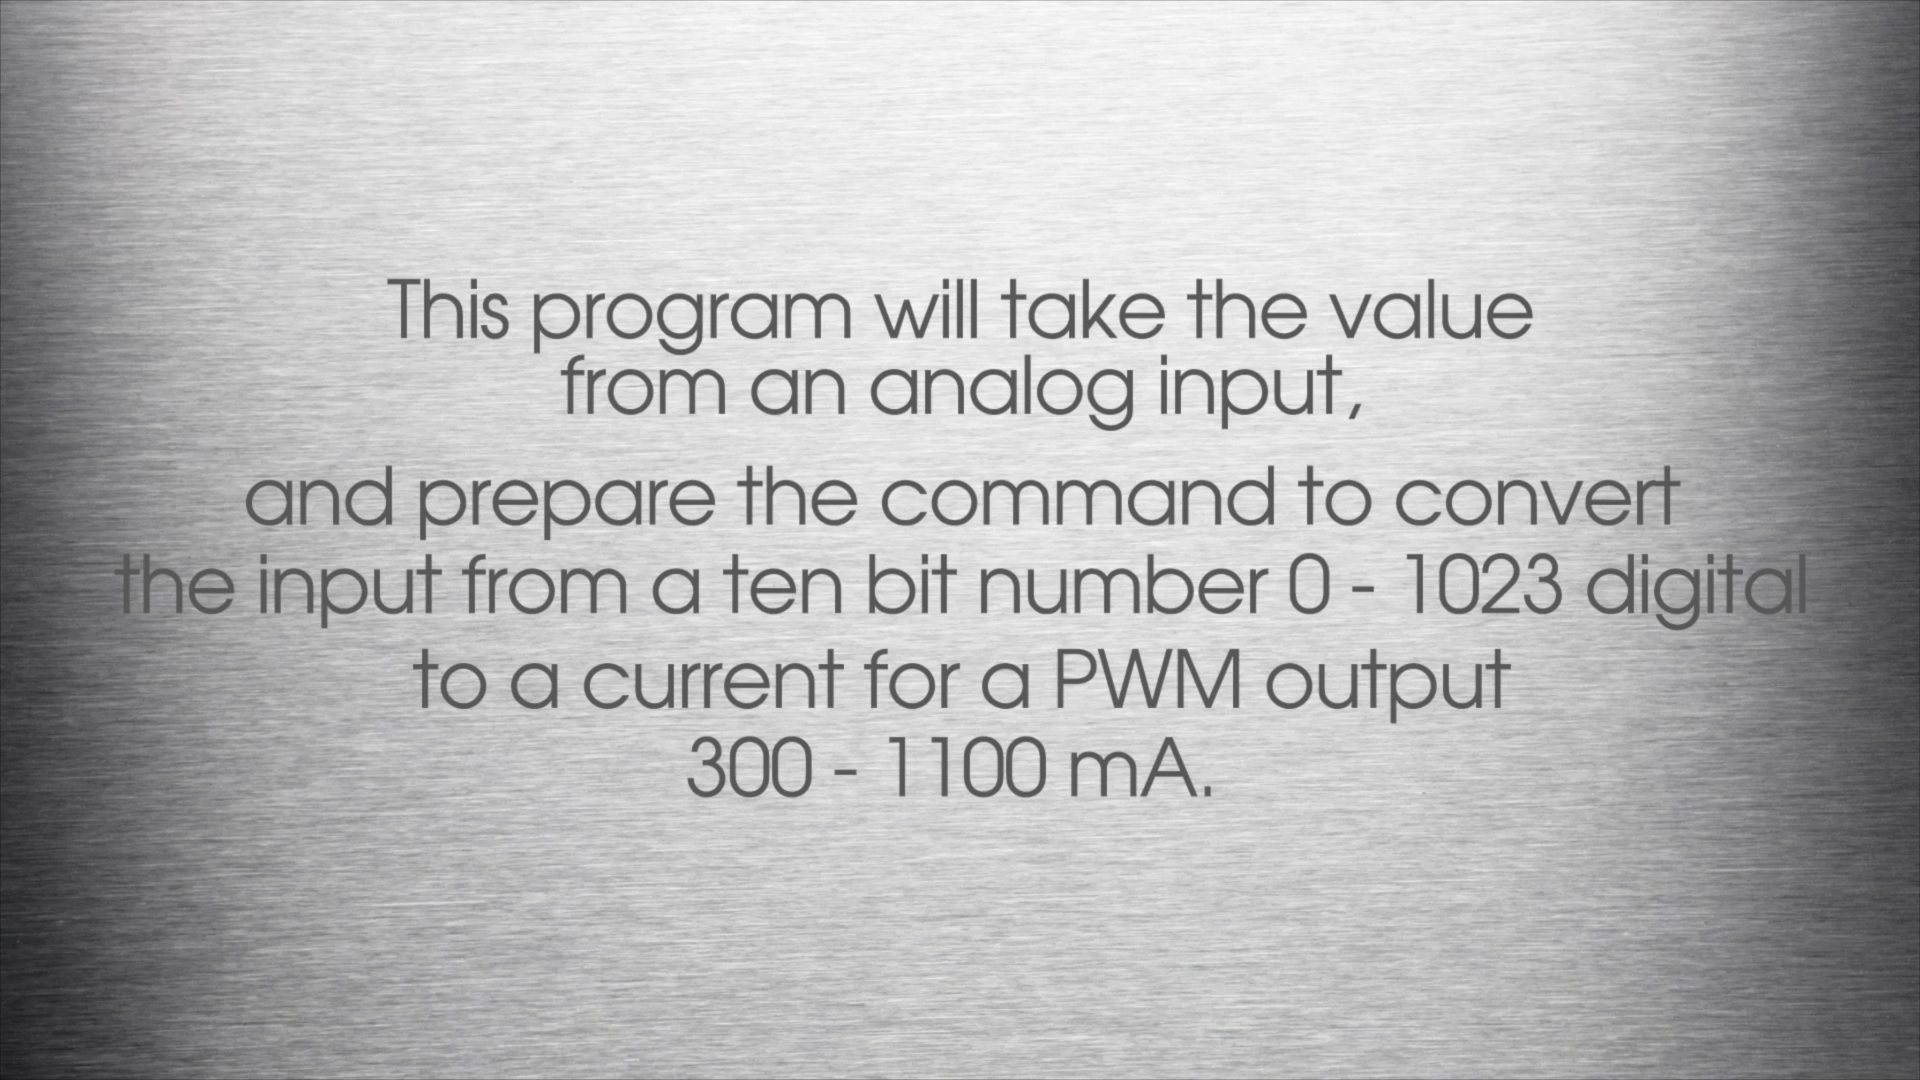 This program will take the value
from an analog input,
and prepare the command to convert
the input from a ten bit number 0 - 1023 digital
to a current for a PWM output
300 - 1100 mA.